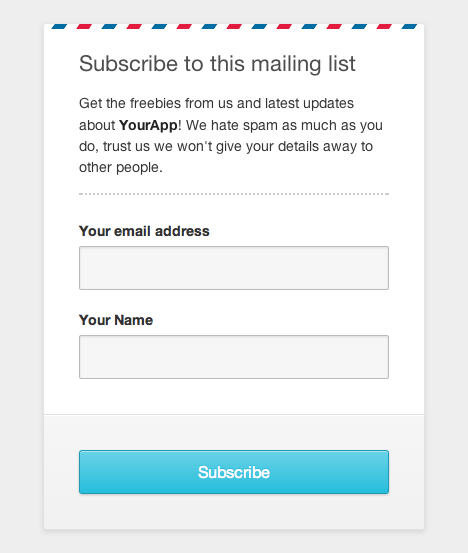 Subscribe to this mailing list
Get the freebies from us and latest updates
about YourApp! We hate spam as much as you
do, trust us we won't give your details away to
other people.
Your email address
Your Name
Subscribe